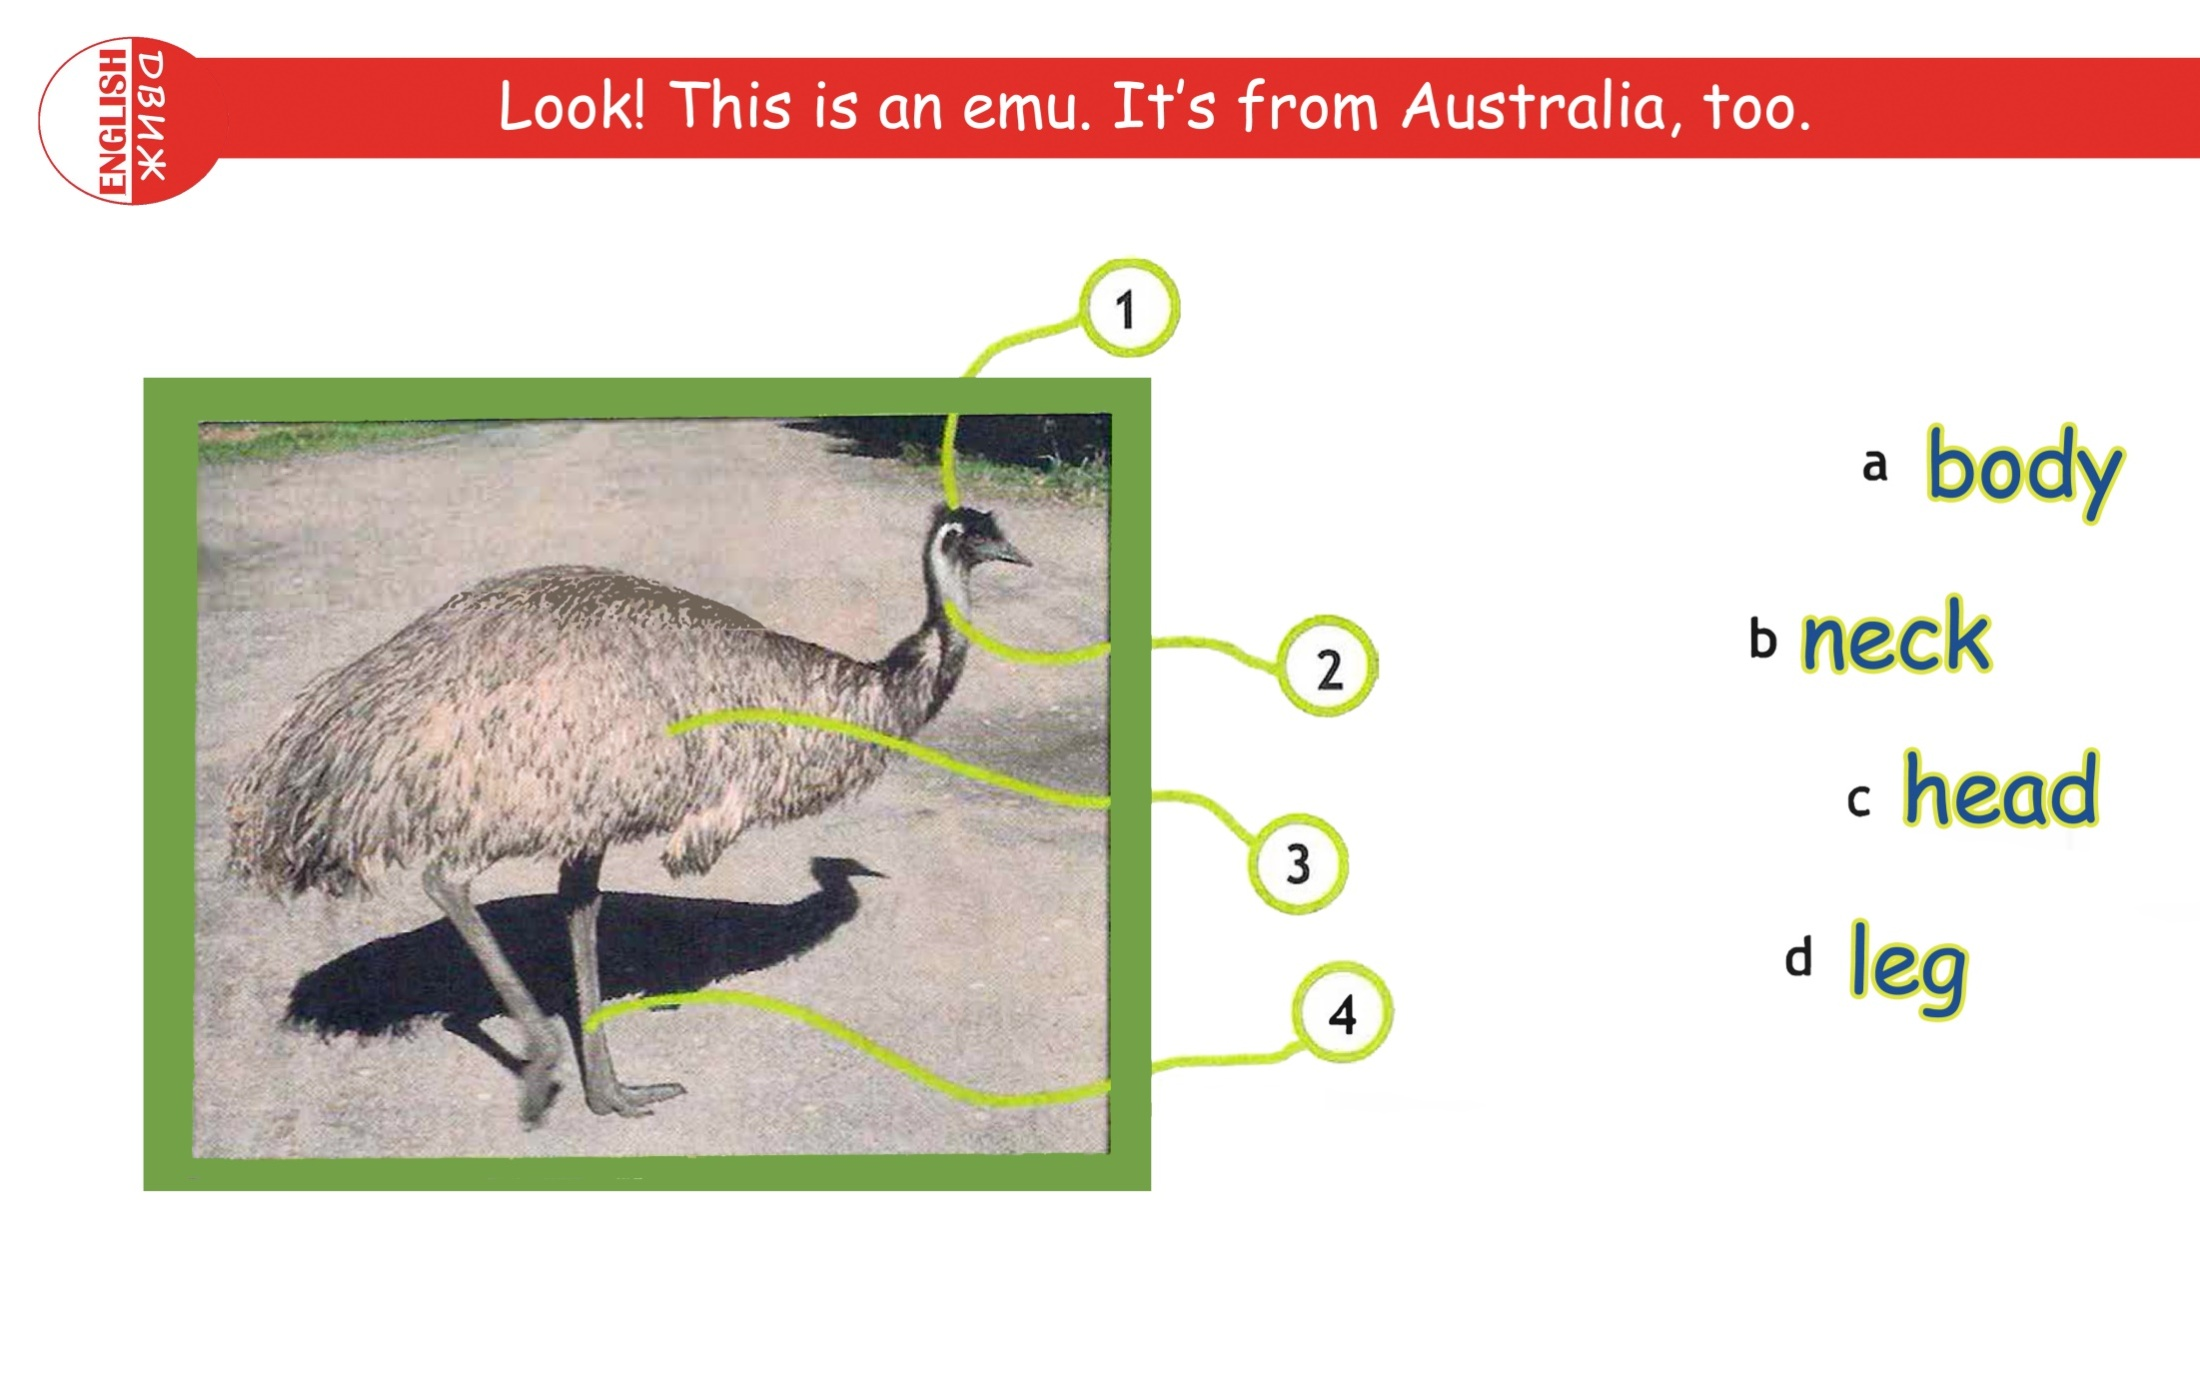 ENGLISH
ДВИЖ
Look! This is an emu. It's from Australia, too.
1
2
3
4
a body
b neck
c head
d leg